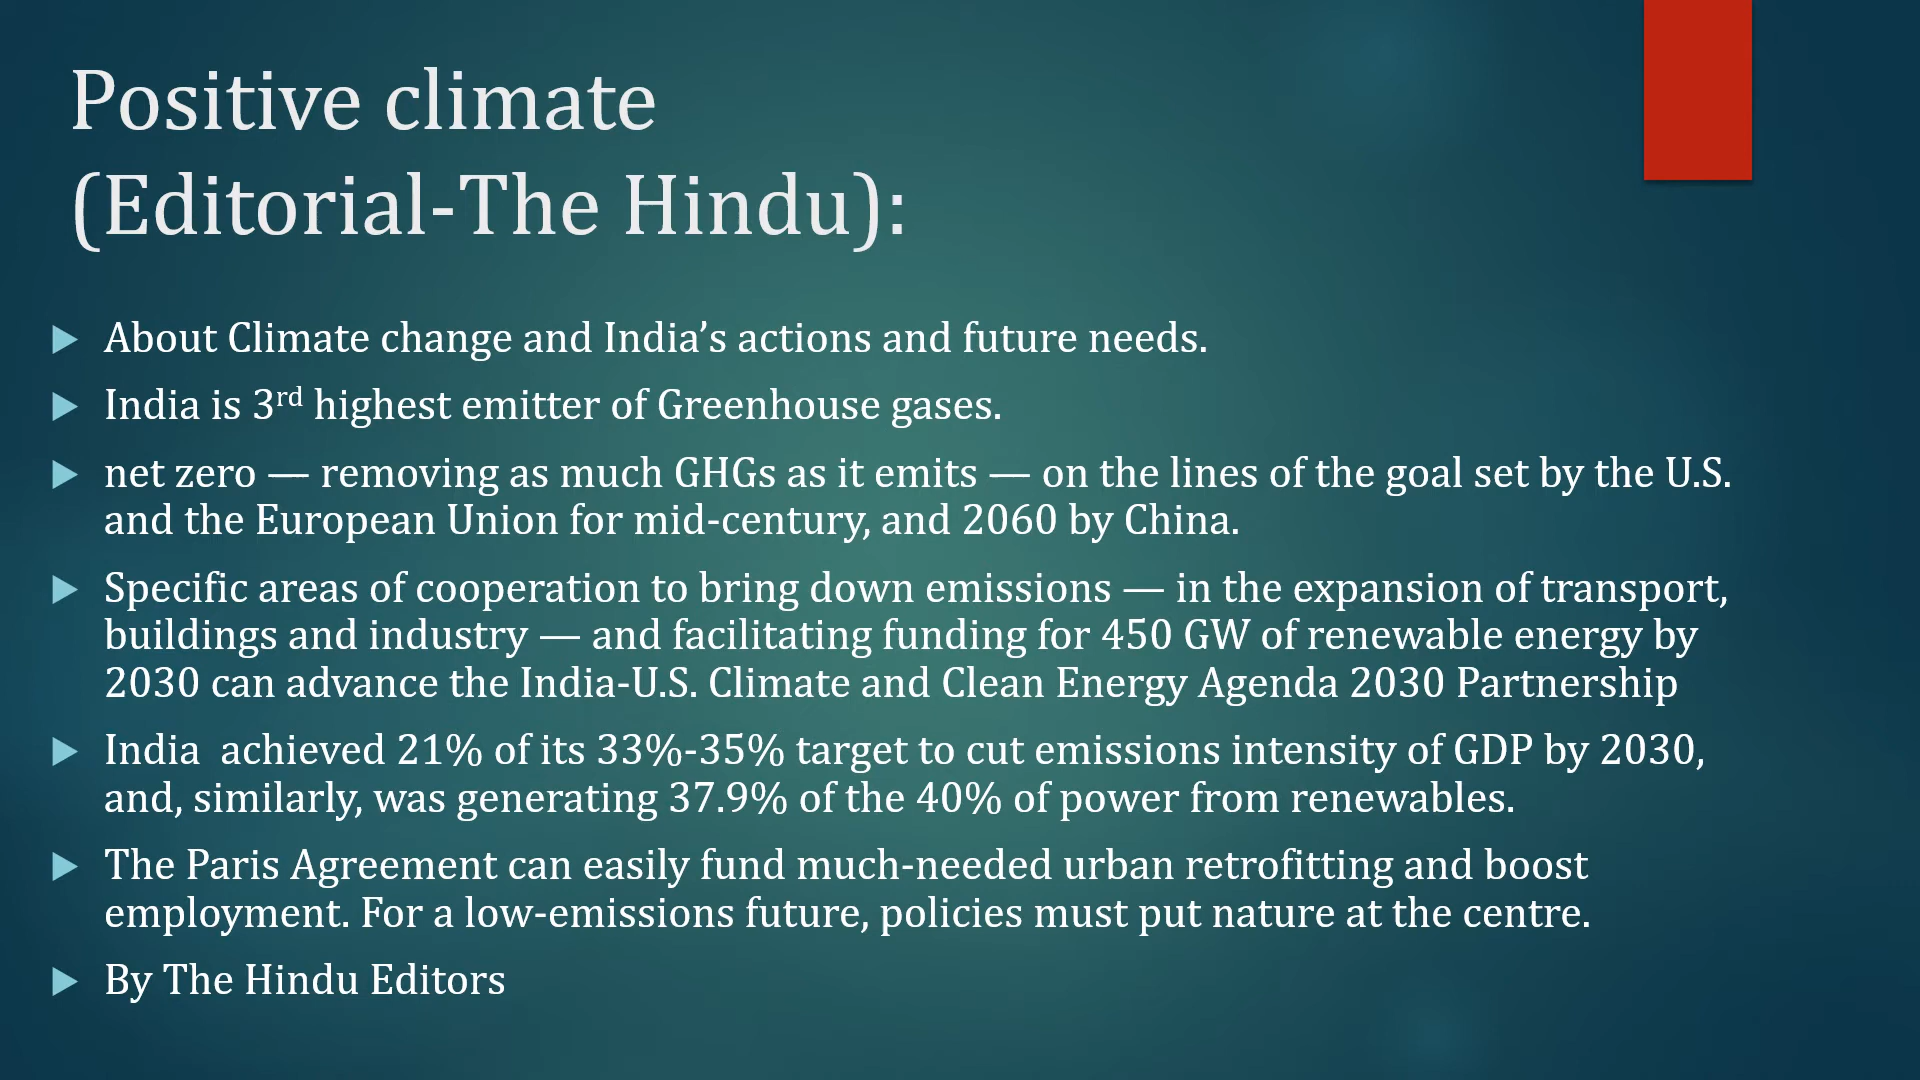 Positive climate
(Editorial-The Hindu):
About Climate change and India’s actions and future needs.
India is 3rd highest emitter of Greenhouse gases.
net zero — removing as much GHGs as it emits — on the lines of the goal set by the U.S.
and the European Union for mid-century, and 2060 by China.
Specific areas of cooperation to bring down emissions — in the expansion of transport,
buildings and industry — and facilitating funding for 450 GW of renewable energy by
2030 can advance the India-U.S. Climate and Clean Energy Agenda 2030 Partnership
India  achieved 21% of its 33%-35% target to cut emissions intensity of GDP by 2030,
and, similarly, was generating 37.9% of the 40% of power from renewables.
The Paris Agreement can easily fund much-needed urban retrofitting and boost
employment. For a low-emissions future, policies must put nature at the centre.
By The Hindu Editors